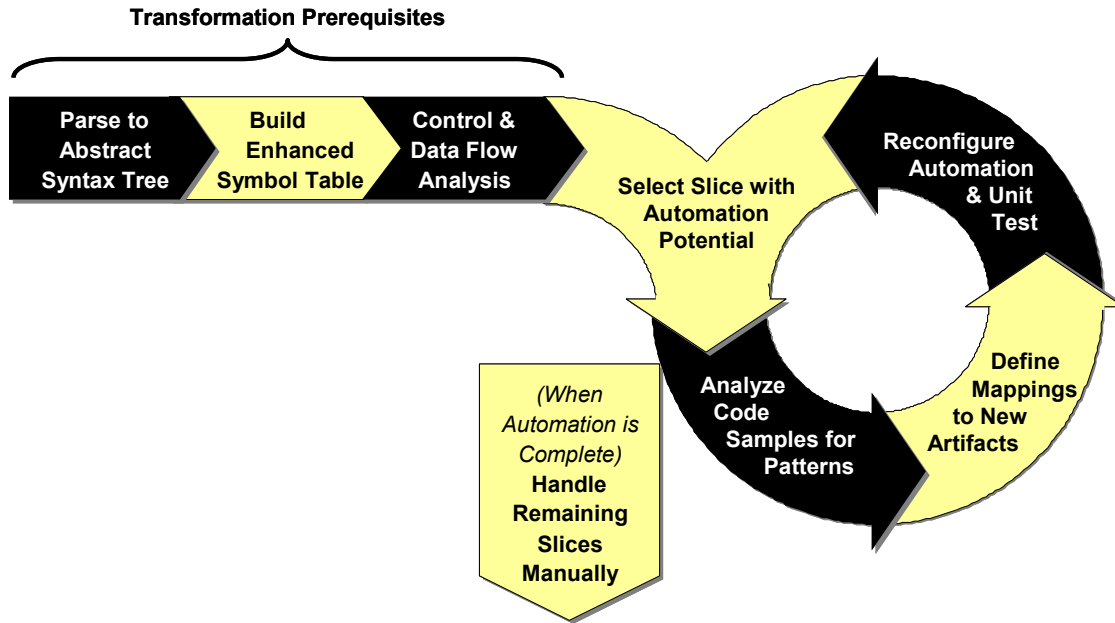 Transformation Prerequisites
Parse to
Abstract
Syntax Tree
Build
Enhanced
Symbol Table
Control &
Data Flow
Analysis
Select Slice with
Automation
Potential
Analyze
Code
Samples for
Patterns
Define
Mappings
to New
Artifacts
Reconfigure
Automation
& Unit
Test
(When
Automation is
Complete)
Handle
Remaining
Slices
Manually